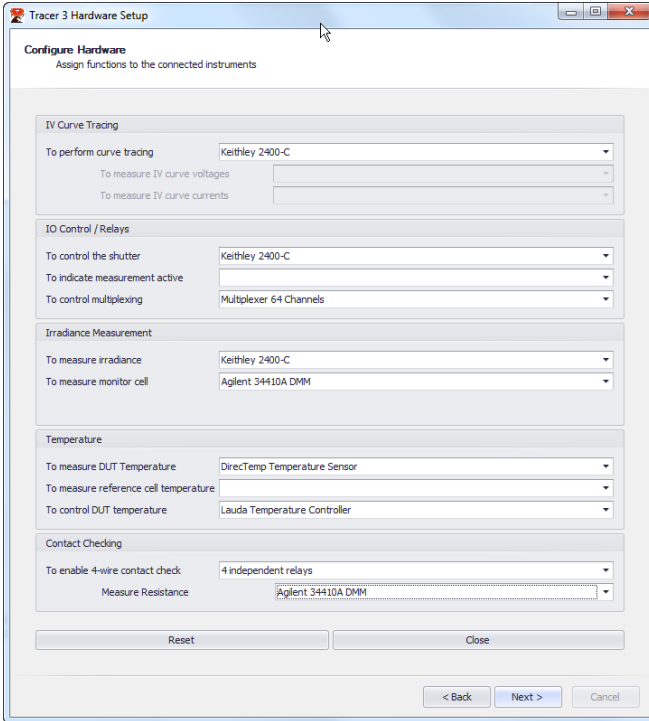 Tracer 3 Hardware Setup
Configure Hardware
Assign functions to the connected instruments
IV Curve Tracing
To perform curve tracing Keithley 2400-C
To measure IV curve voltages
To measure IV curve currents
IO Control / Relays
To control the shutter Keithley 2400-C
To indicate measurement active
To control multiplexing Multiplexer 64 Channels
Irradiance Measurement
To measure irradiance Keithley 2400-C
To measure monitor cell Agilent 34410A DMM
Temperature
To measure DUT Temperature DirecTemp Temperature Sensor
To measure reference cell temperature
To control DUT temperature Lauda Temperature Controller
Contact Checking
To enable 4-wire contact check 4 independent relays
Measure Resistance Agilent 34410A DMM
Reset Close
< Back Next > Cancel